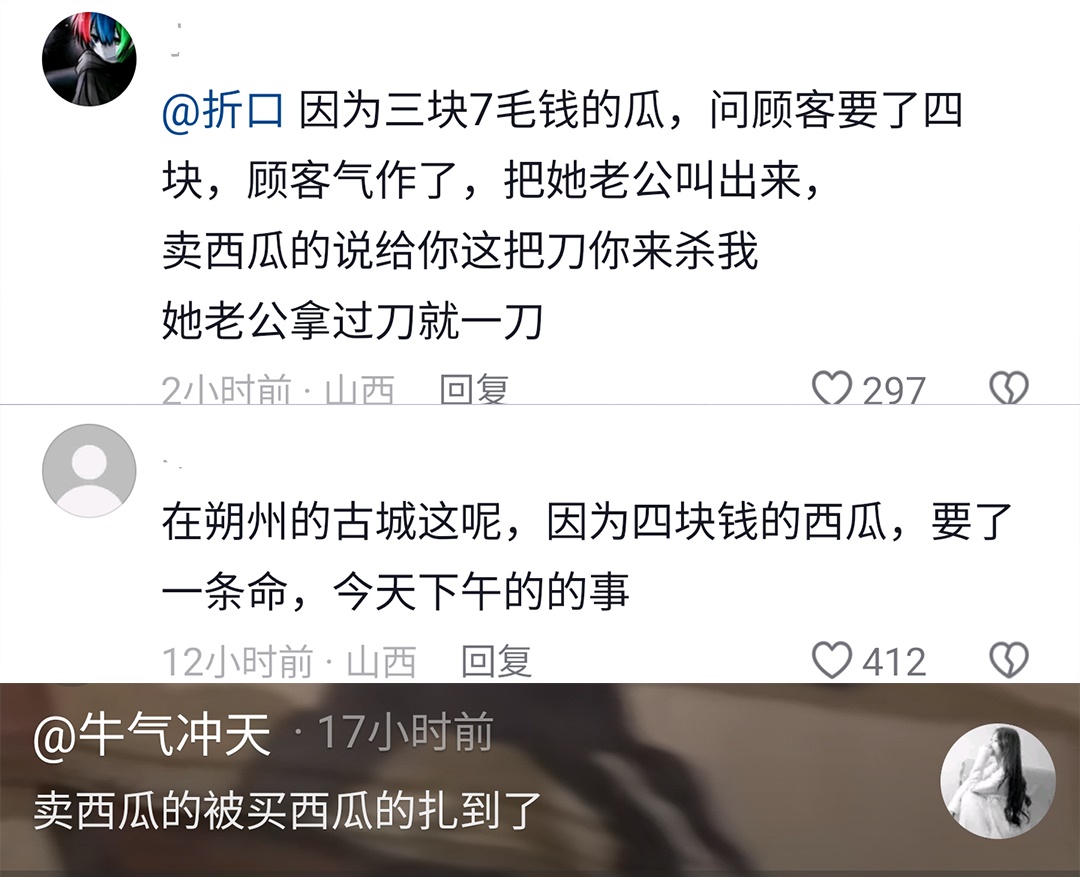 @折口 因为三块7毛钱的瓜，问顾客要了四
块，顾客气作了，把她老公叫出来，
卖西瓜的说给你这把刀你来杀我
她老公拿过刀就一刀
2小时前 · 山西 回复 297
在朔州的古城这呢，因为四块钱的西瓜，要了
一条命，今天下午的的事
12小时前 · 山西 回复 412
@牛气冲天 · 17小时前
卖西瓜的被买西瓜的扎到了